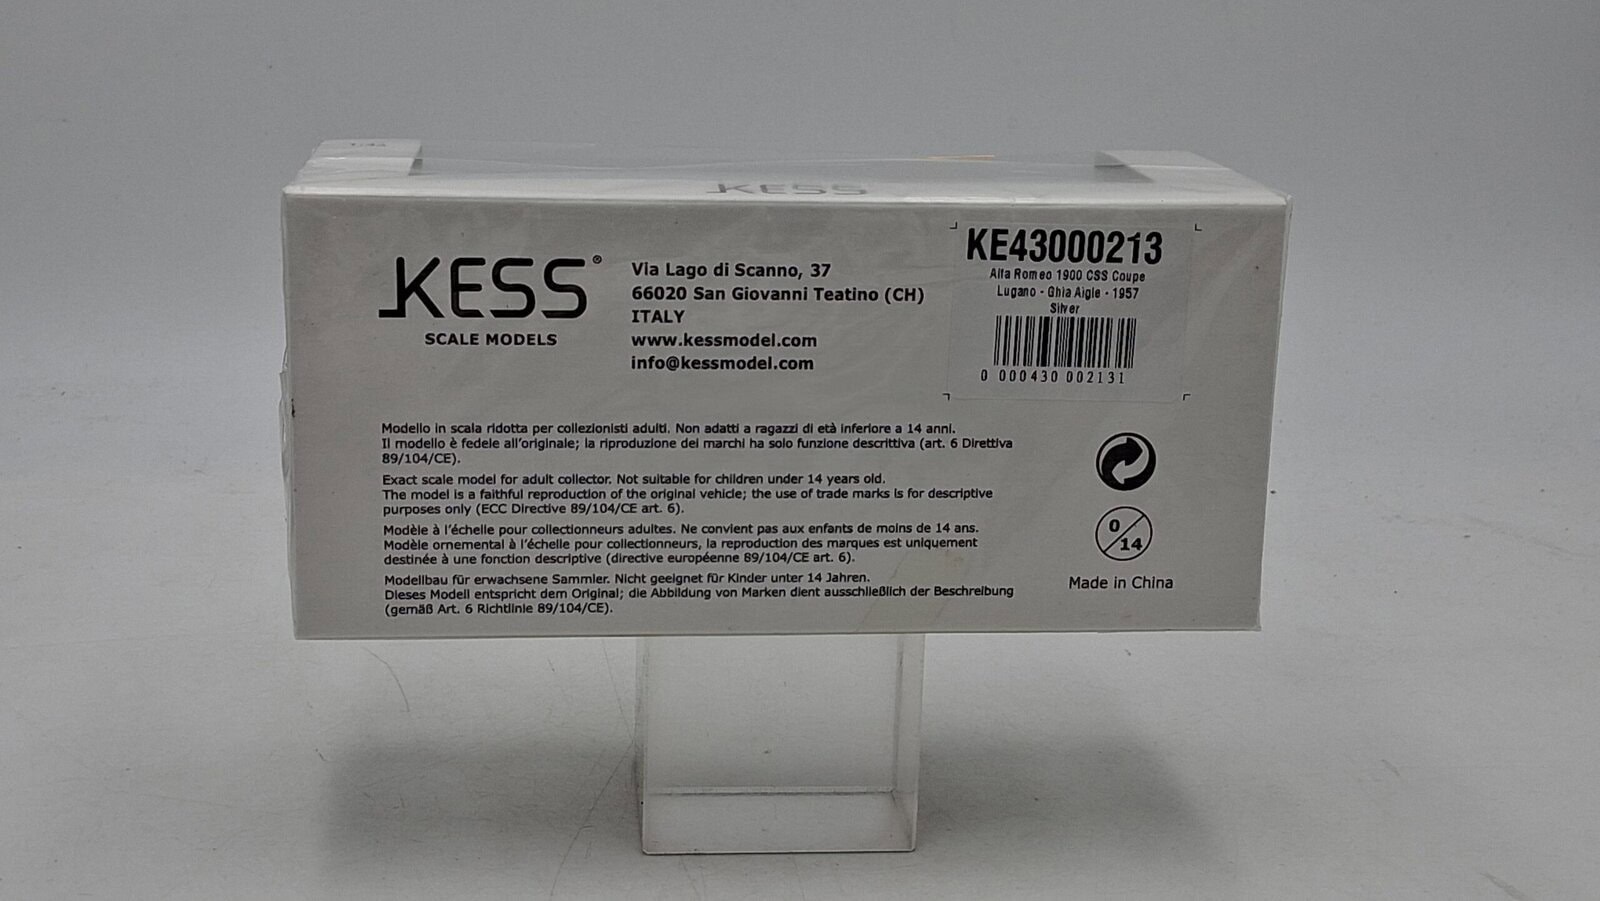 KESS
KESS®
SCALE MODELS
Via Lago di Scanno, 37
66020 San Giovanni Teatino (CH)
ITALY
www.kessmodel.com
info@kessmodel.com
KE43000213
Alfa Romeo 1900 CSS Coupe
Lugano - Ghia Aigle - 1957
Silver
0 000430 002131
Modello in scala ridotta per collezionisti adulti. Non adatti a ragazzi di età inferiore a 14 anni.
Il modello è fedele all'originale; la riproduzione dei marchi ha solo funzione descrittiva (art. 6 Direttiva
89/104/CE).
Exact scale model for adult collector. Not suitable for children under 14 years old.
The model is a faithful reproduction of the original vehicle; the use of trade marks is for descriptive
purposes only (ECC Directive 89/104/CE art. 6).
Modèle à l'échelle pour collectionneurs adultes. Ne convient pas aux enfants de moins de 14 ans.
Modèle ornemental à l'échelle pour collectionneurs, la reproduction des marques est uniquement
destinée à une fonction descriptive (directive européenne 89/104/CE art. 6).
Modellbau für erwachsene Sammler. Nicht geeignet für Kinder unter 14 Jahren.
Dieses Modell entspricht dem Original; die Abbildung von Marken dient ausschließlich der Beschreibung
(gemäß Art. 6 Richtlinie 89/104/CE).
0/14
Made in China